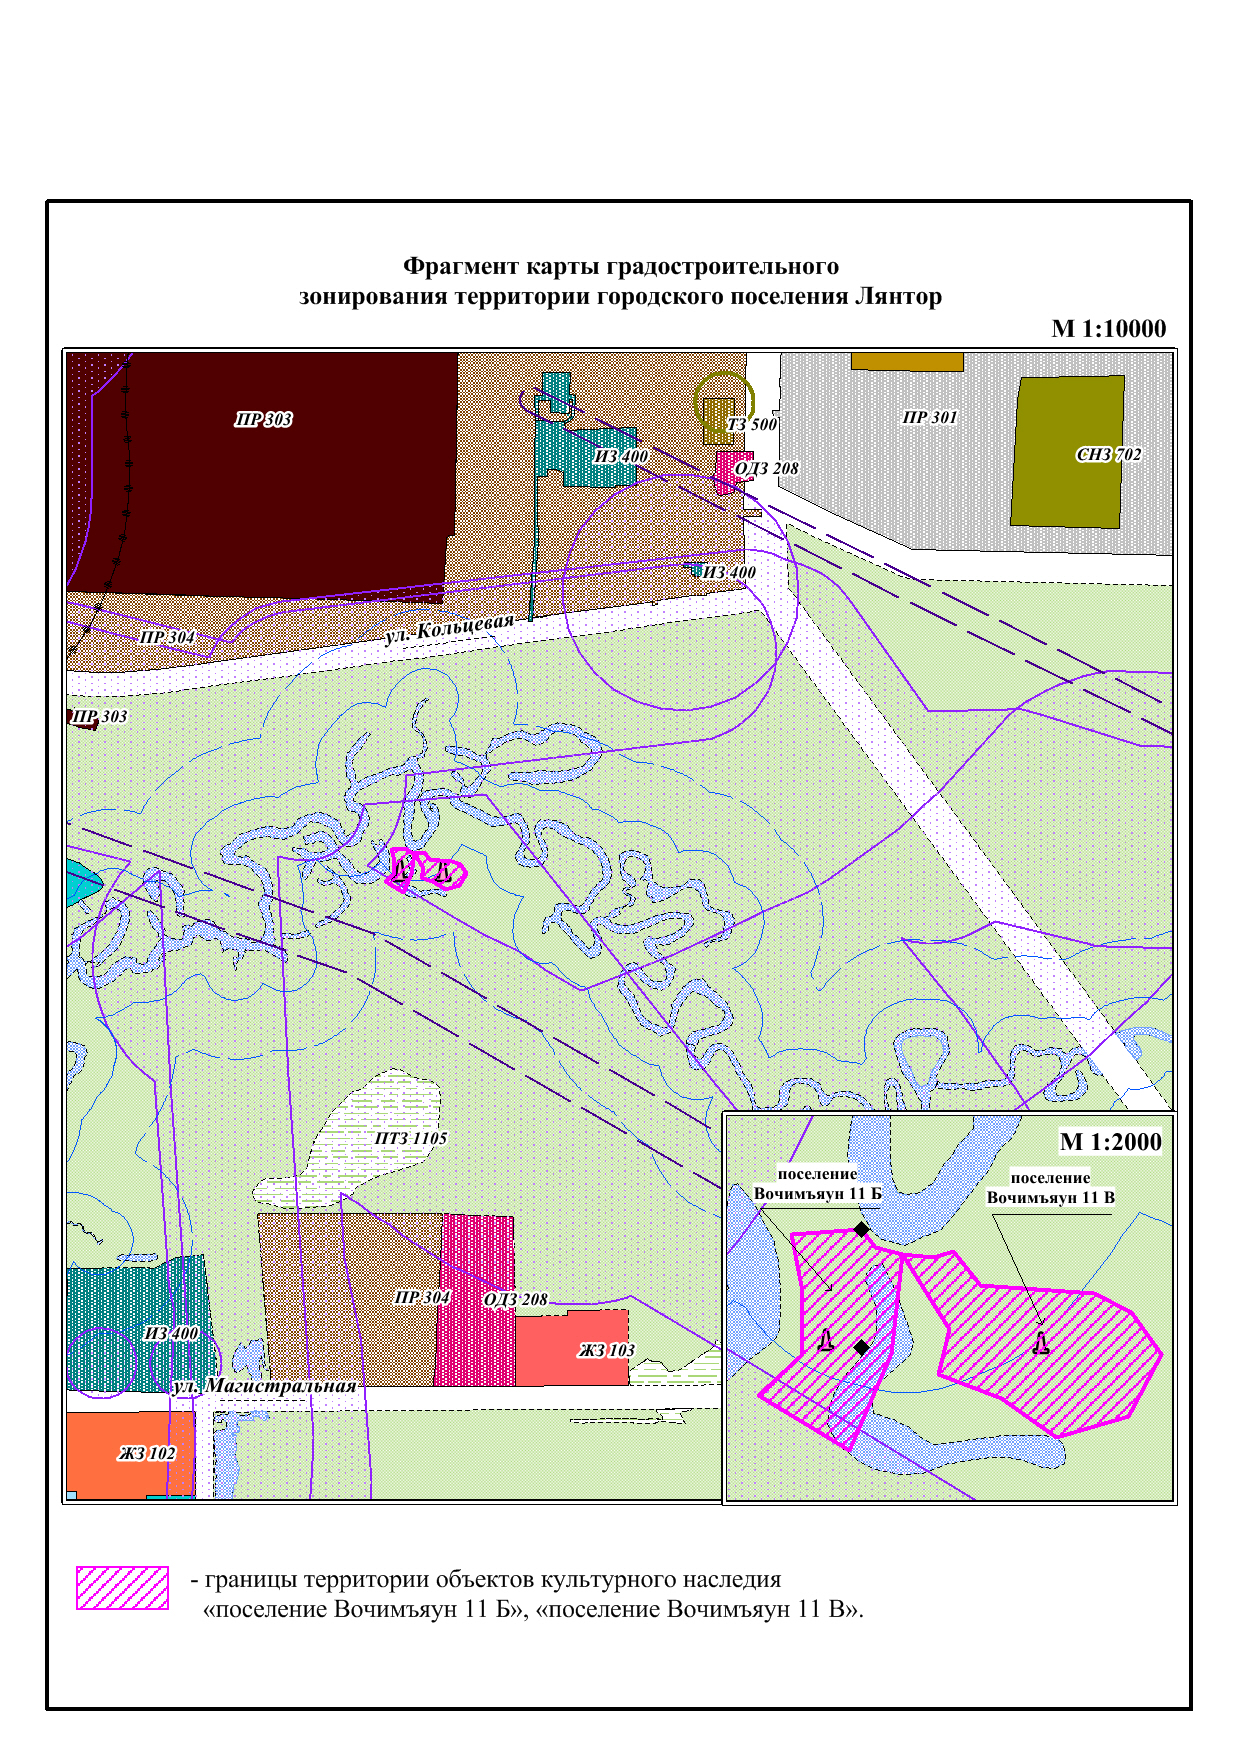 Фрагмент карты градостроительного
зонирования территории городского поселения Лянтор
М 1:10000
ПР 303
ТЗ 500
ПР 301
ИЗ 400
ОДЗ 208
СНЗ 702
ИЗ 400
ПР 304
ул. Кольцевая
ПР 303
ПТЗ 1105
М 1:2000
поселение
Вочимъяун 11 Б
поселение
Вочимъяун 11 В
ПР 304
ОДЗ 208
ИЗ 400
ЖЗ 103
ул. Магистральная
ЖЗ 102
- границы территории объектов культурного наследия
«поселение Вочимъяун 11 Б», «поселение Вочимъяун 11 В».